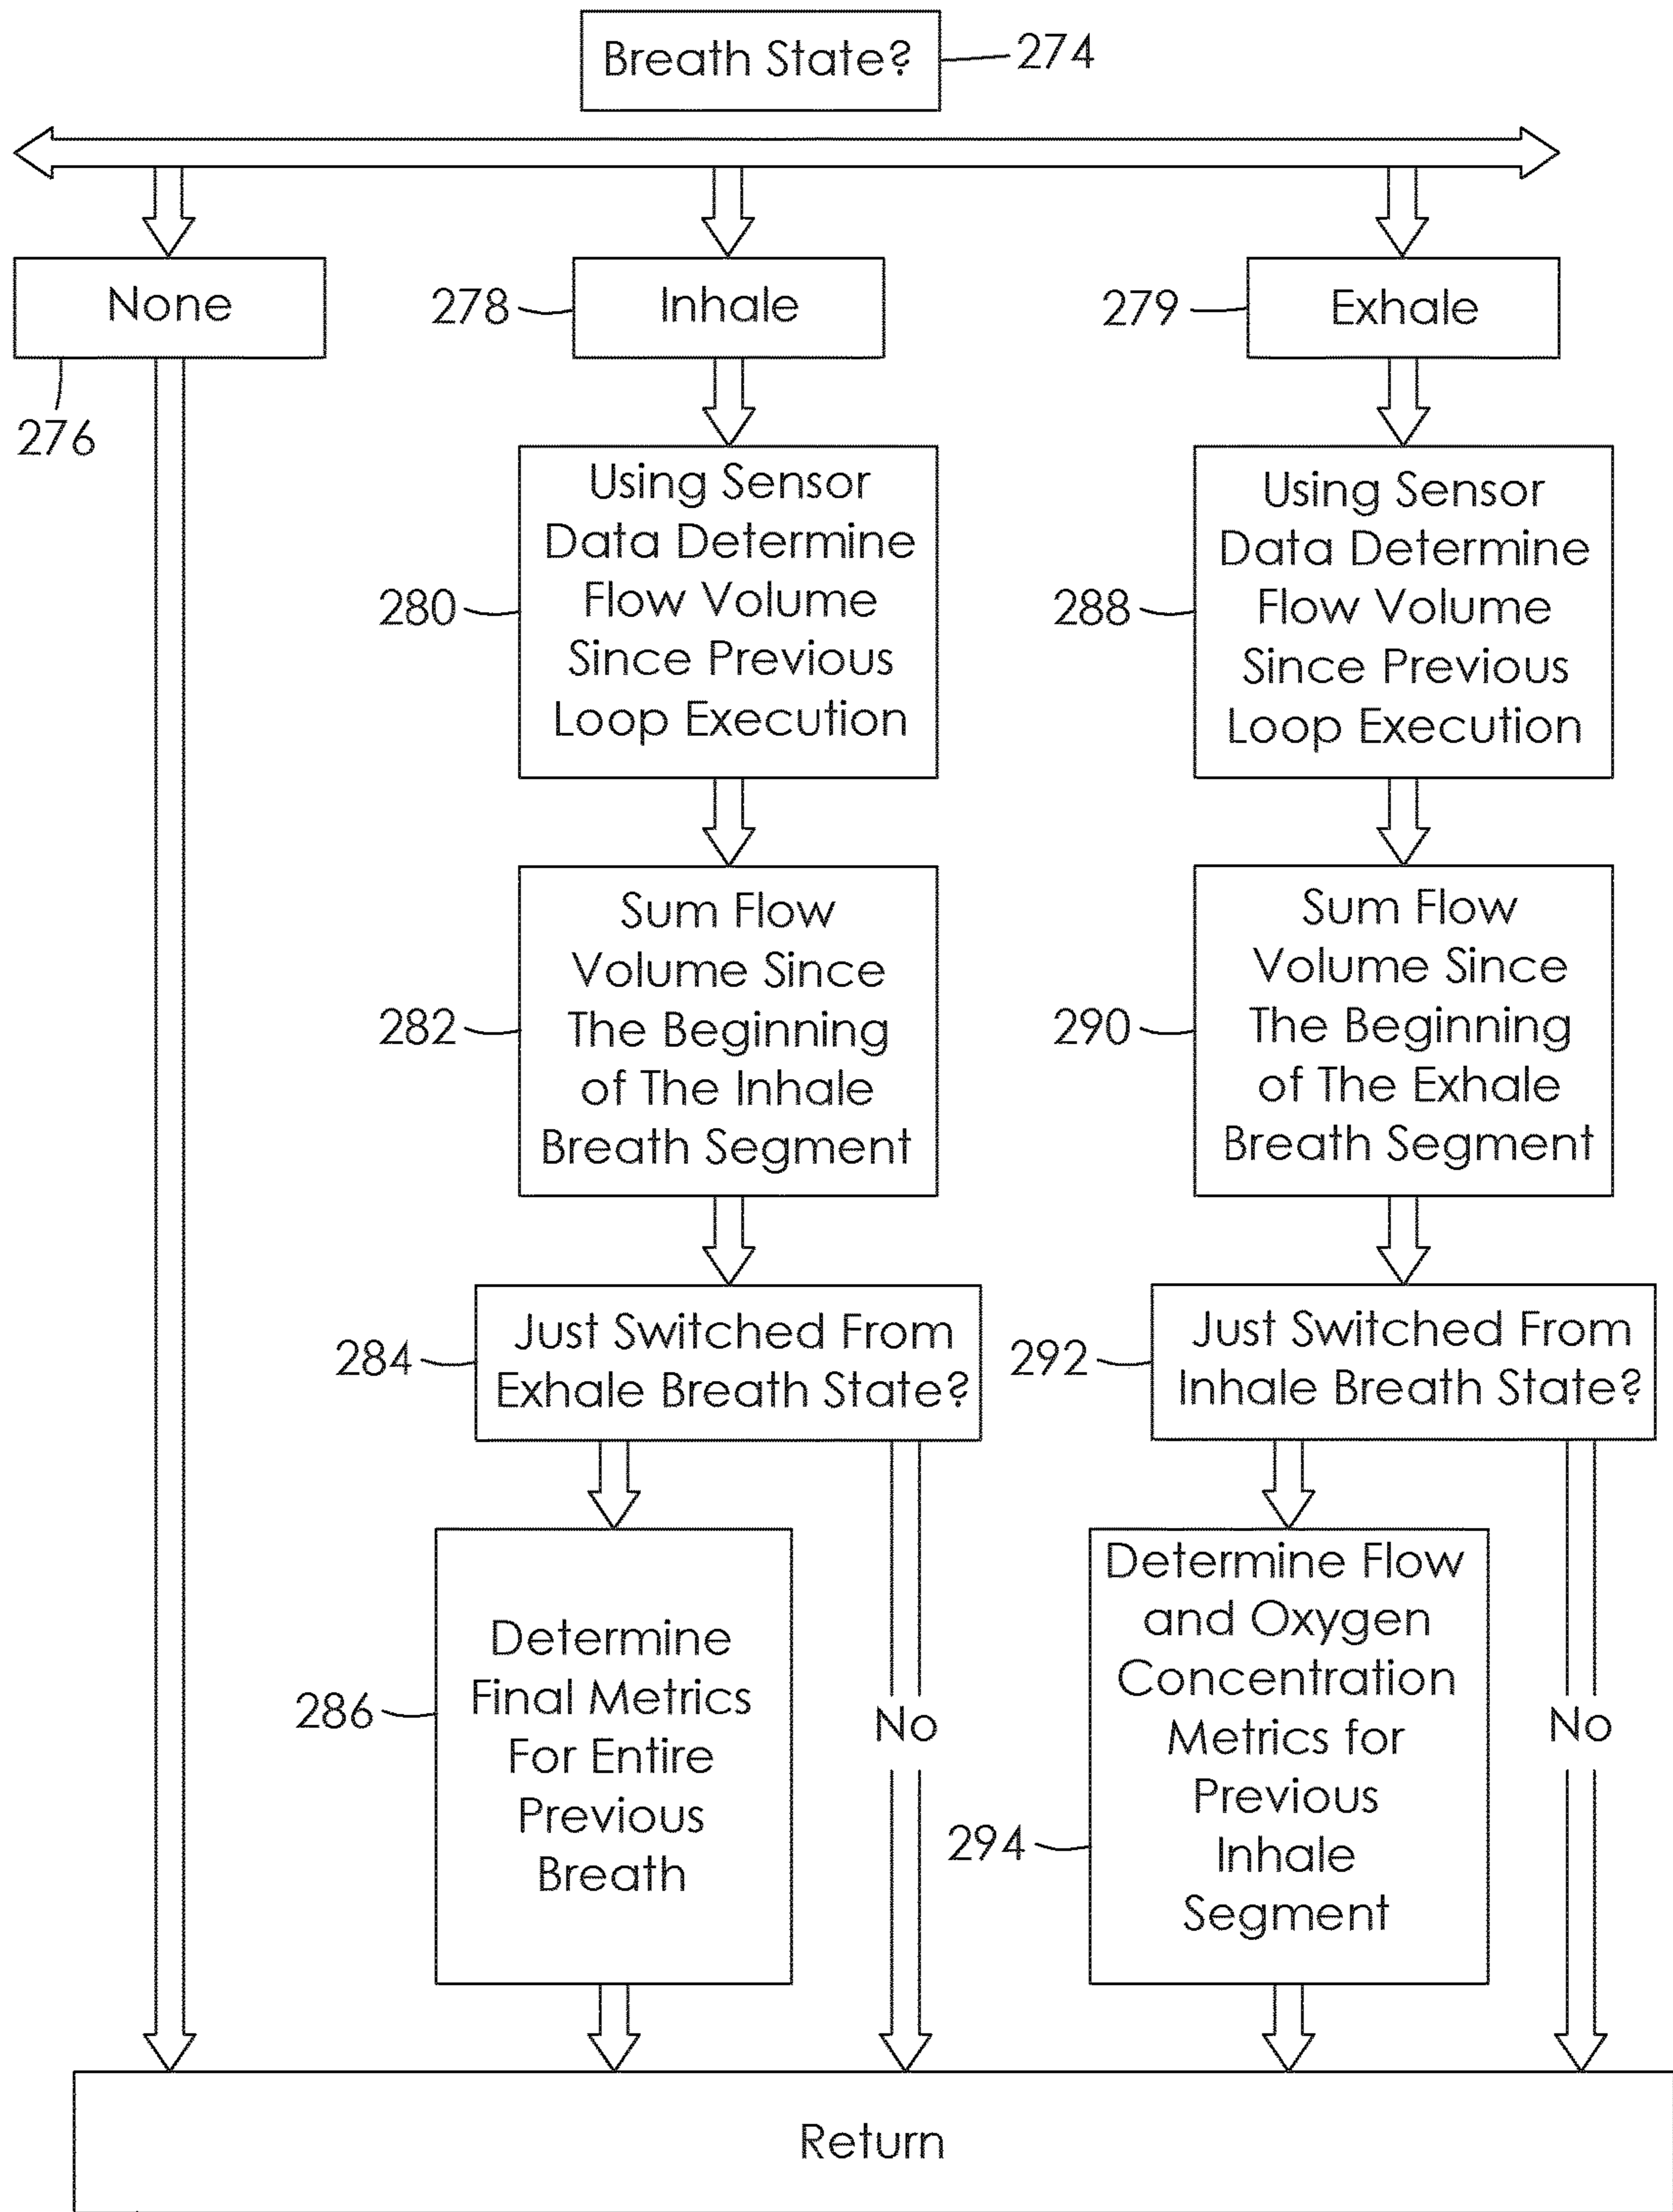 Breath State?
274
None
276
278
Inhale
279
Exhale
280
Using Sensor
Data Determine
Flow Volume
Since Previous
Loop Execution
288
Using Sensor
Data Determine
Flow Volume
Since Previous
Loop Execution
282
Sum Flow
Volume Since
The Beginning
of The Inhale
Breath Segment
290
Sum Flow
Volume Since
The Beginning
of The Exhale
Breath Segment
284
Just Switched From
Exhale Breath State?
292
Just Switched From
Inhale Breath State?
286
Determine
Final Metrics
For Entire
Previous
Breath
No
294
Determine Flow
and Oxygen
Concentration
Metrics for
Previous
Inhale
Segment
No
Return